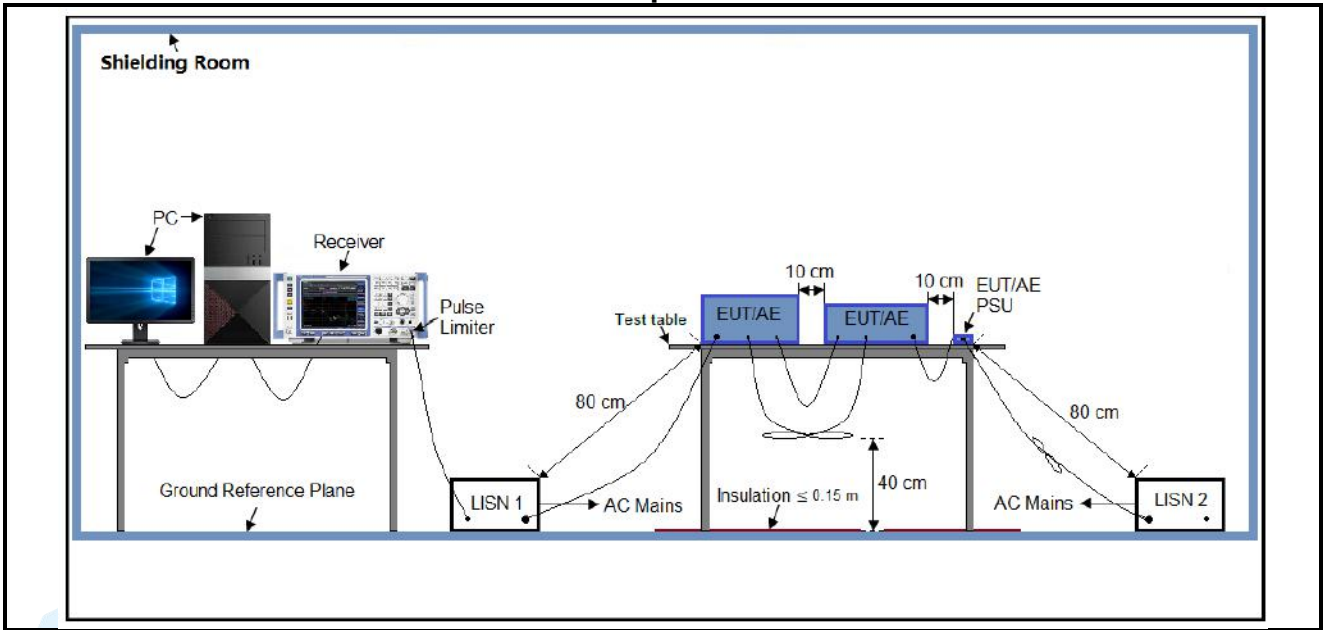 Shielding Room
PC
Receiver
Pulse
Limiter
10 cm
10 cm
EUT/AE
PSU
Test table
EUT/AE
EUT/AE
80 cm
80 cm
40 cm
Ground Reference Plane
LISN 1
AC Mains
Insulation ≤ 0.15 m
AC Mains
LISN 2